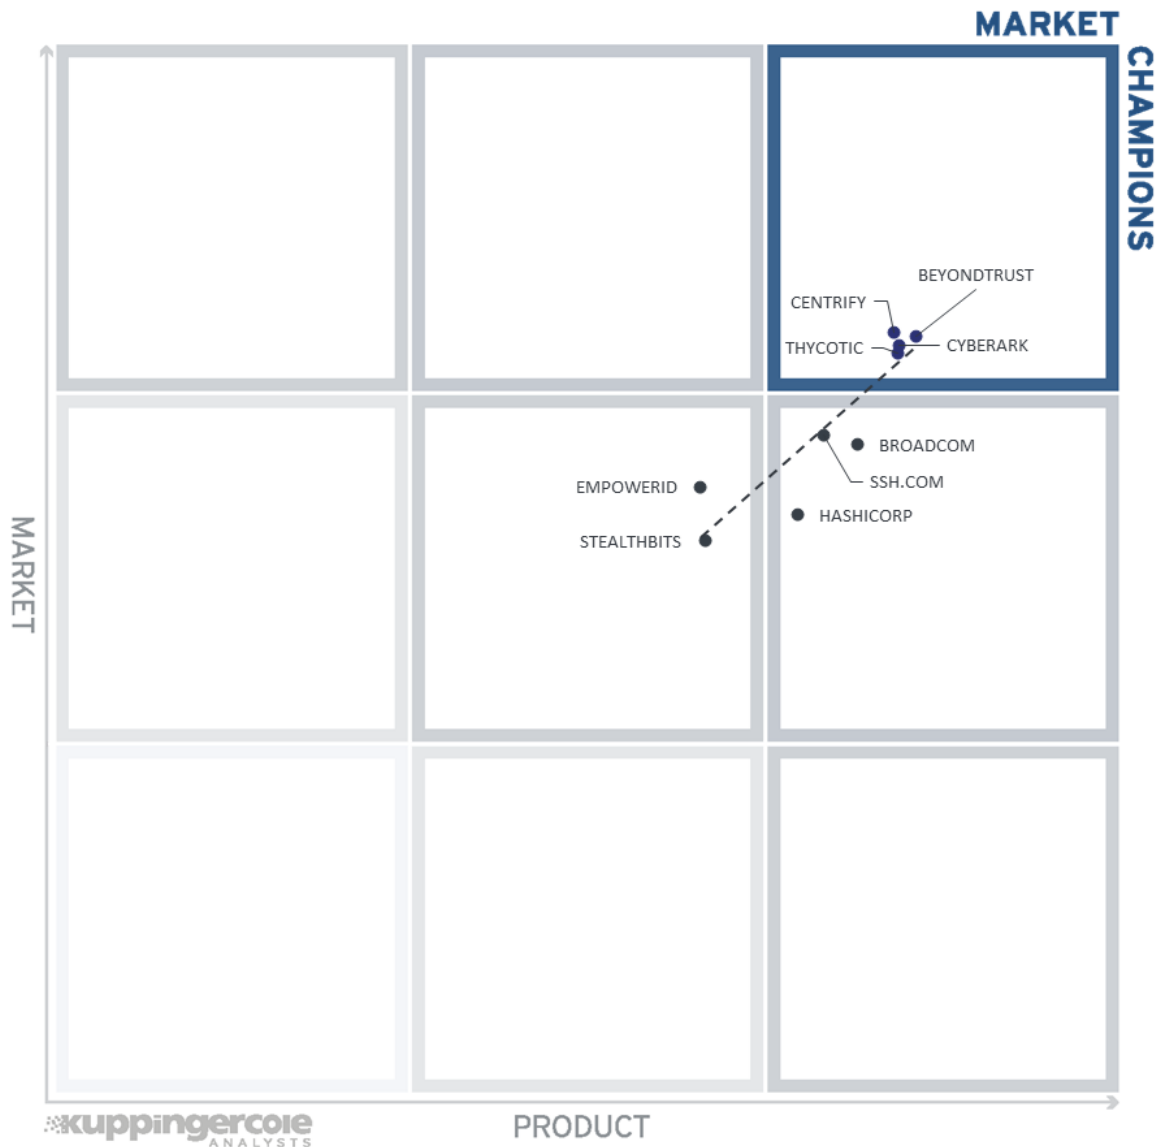 MARKET
CHAMPIONS
BEYONDTRUST
CENTRIFY
THYCOTIC
CYBERARK
BROADCOM
SSH.COM
EMPOWERID
HASHICORP
STEALTHBITS
MARKET
PRODUCT
kuppingercole
ANALYSTS